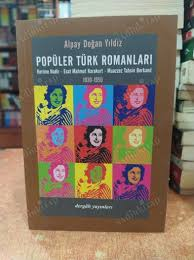 Alpay Doğan Yıldız
POPÜLER TÜRK ROMANLARI
Kerime Nadir - Esat Mahmut Karakurt - Muazzez Tahsin Berkand
1930-1950
dergâh yayınları